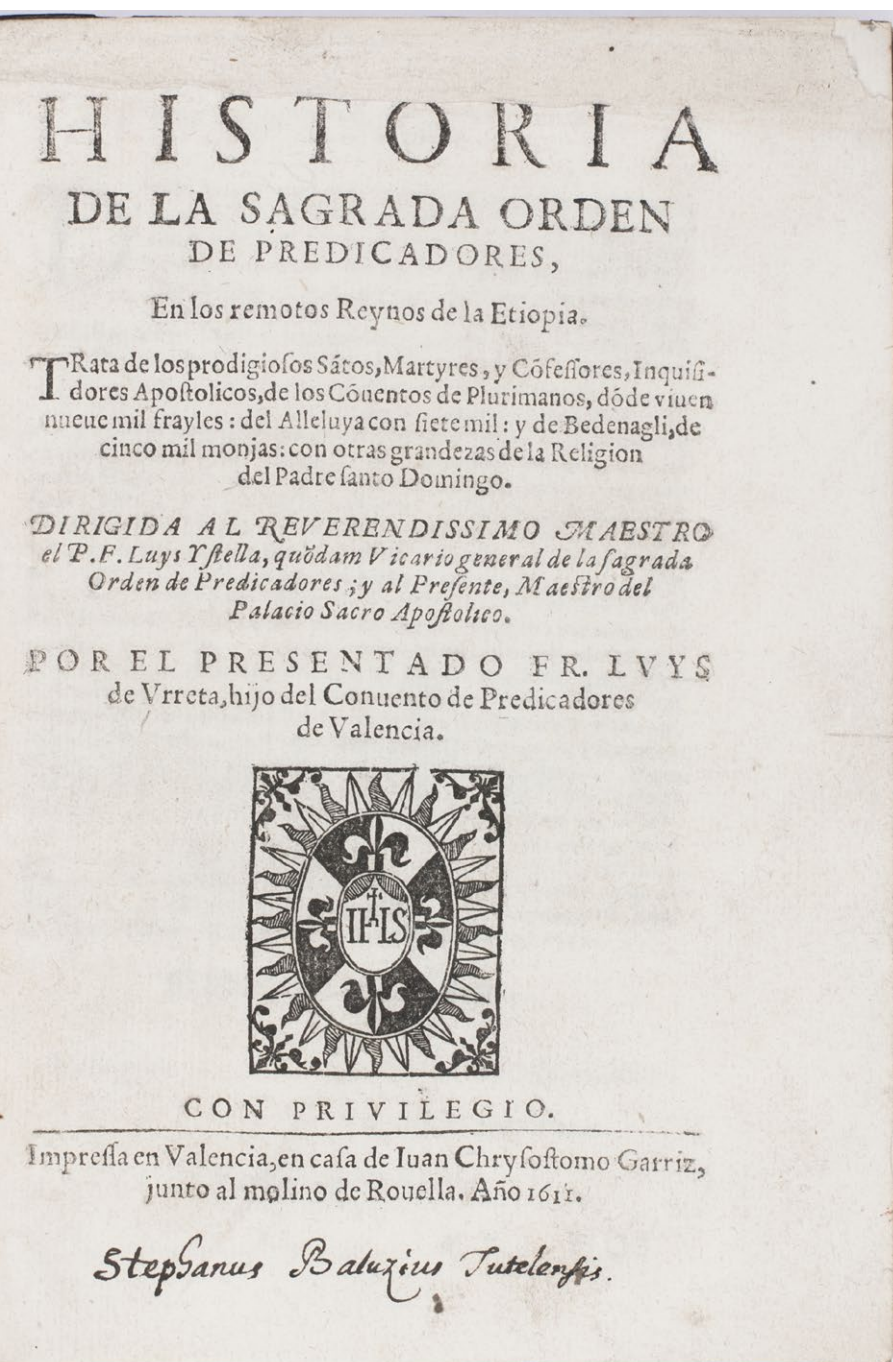 HISTORIA
DE LA SAGRADA ORDEN
DE PREDICADORES,
En los remotos Reynos de la Etiopia.
TRata de los prodigiosos Sãtos, Martyres, y Cõfessores, Inquisi-
dores Apostolicos, de los Cõuentos de Plurimanos, dõde viuen
nueue mil frayles: del Alleluya con siete mil: y de Bedenagli, de
cinco mil monjas: con otras grandezas de la Religion
del Padre santo Domingo.
DIRIGIDA AL REVERENDISSIMO MAESTRO
el P. F. Luys Ystella, quõdam Vicario general de la sagrada
Orden de Predicadores; y al Presente, Maestro del
Palacio Sacro Apostolico.
POR EL PRESENTADO FR. LVYS
de Vrreta, hijo del Conuento de Predicadores
de Valencia.
IHS
CON PRIVILEGIO.
Impressa en Valencia, en casa de Iuan Chrysostomo Garriz,
junto al molino de Rouella. Año 1611.
Stephanus Baluzius Tutelensis.